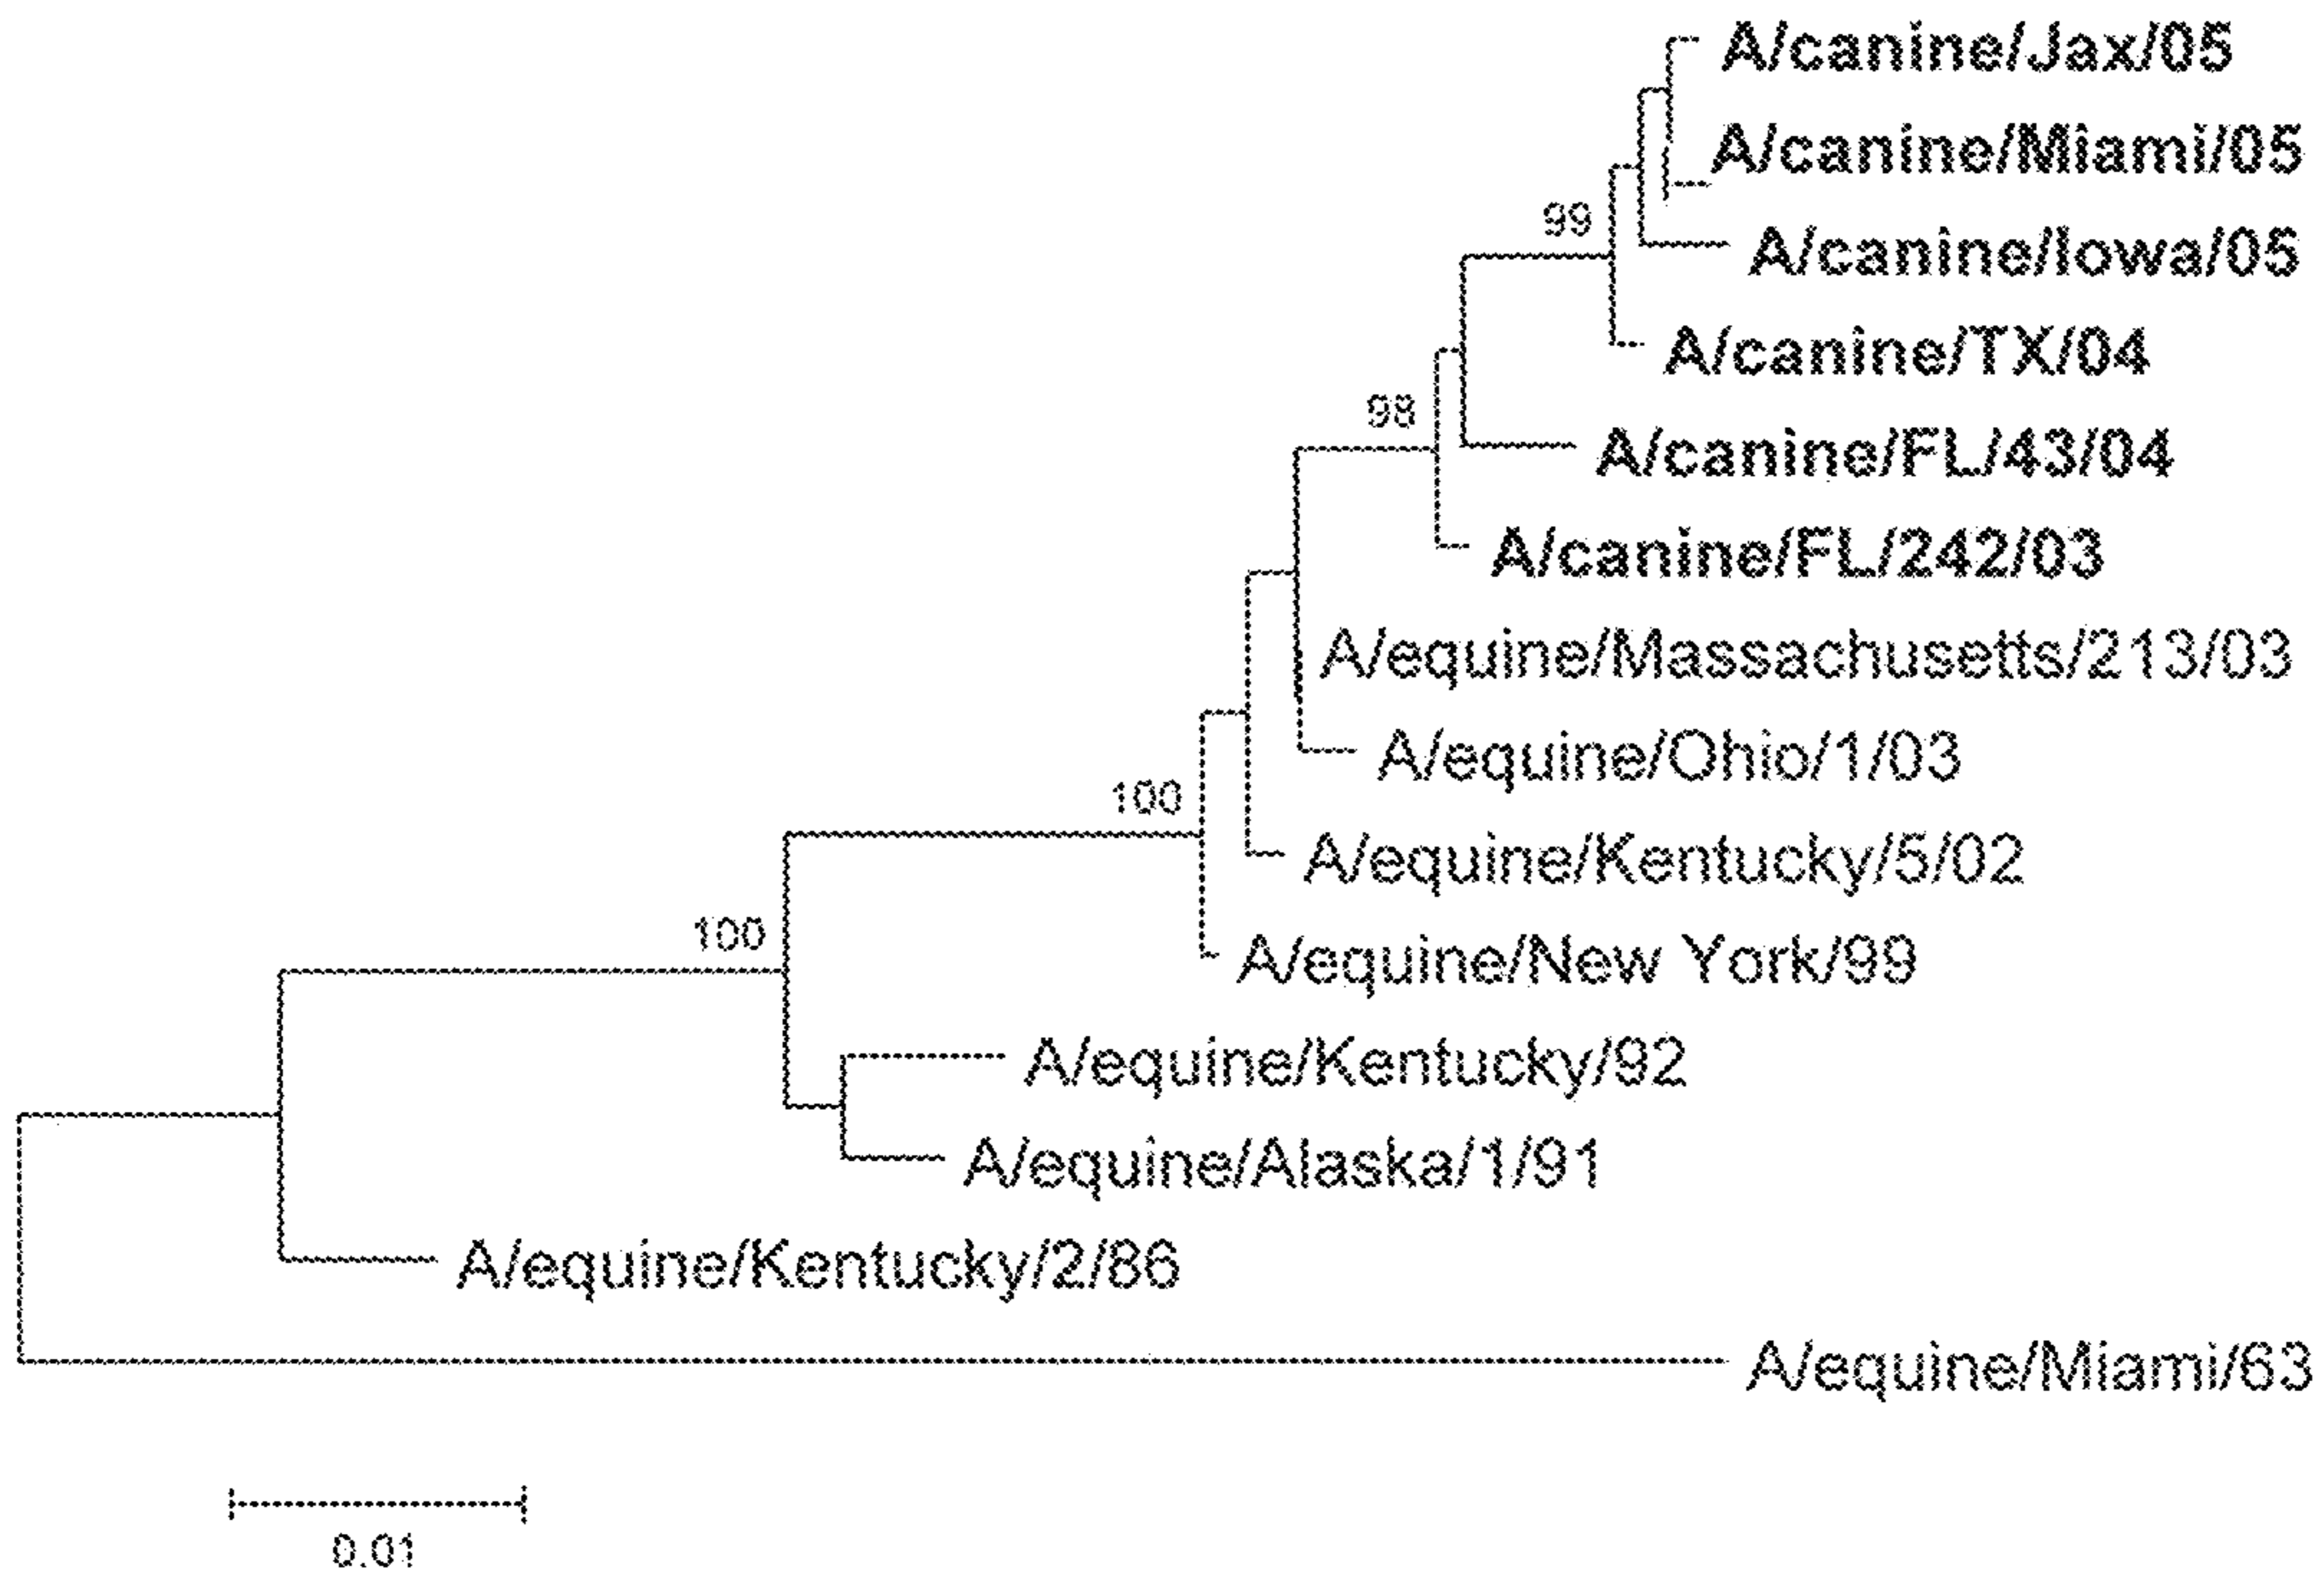 A/canine/Jax/05
A/canine/Miami/05
99
A/canine/Iowa/05
A/canine/TX/04
98
A/canine/FL/43/04
A/canine/FL/242/03
A/equine/Massachusetts/213/03
A/equine/Ohio/1/03
100
A/equine/Kentucky/5/02
100
A/equine/New York/99
A/equine/Kentucky/92
A/equine/Alaska/1/91
A/equine/Kentucky/2/86
A/equine/Miami/63
0.01